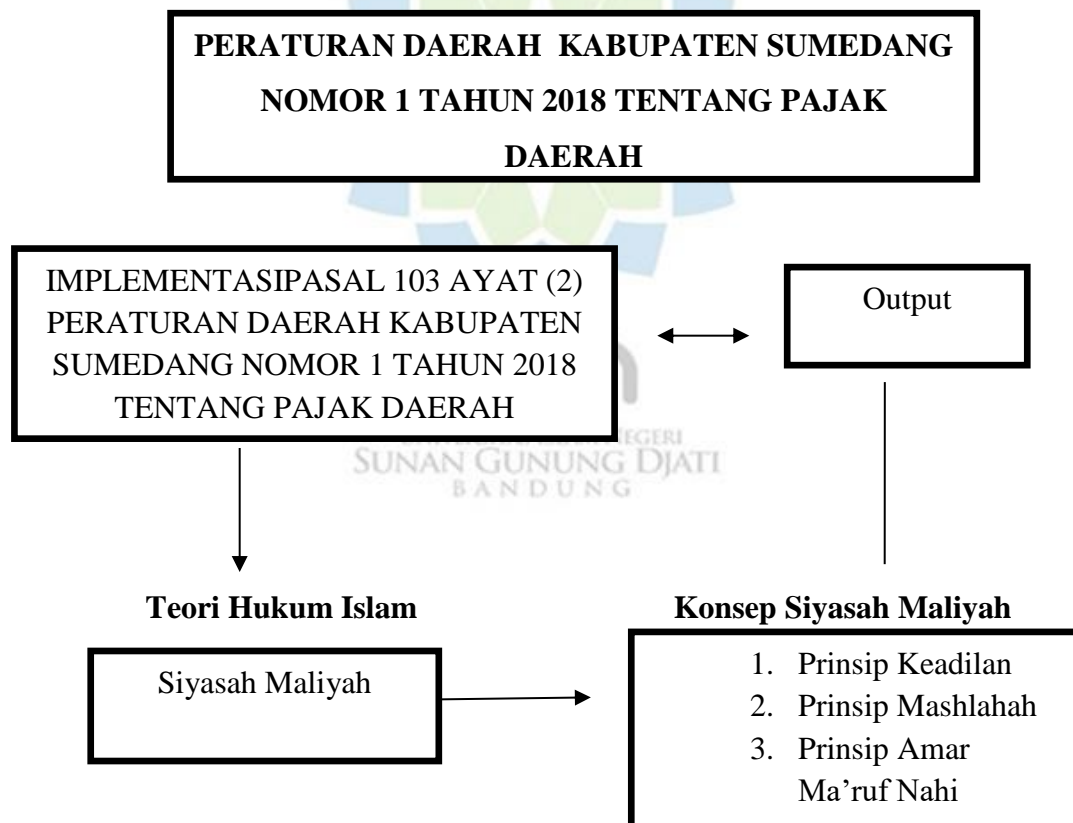 PERATURAN DAERAH KABUPATEN SUMEDANG
NOMOR 1 TAHUN 2018 TENTANG PAJAK
DAERAH
IMPLEMENTASIPASAL 103 AYAT (2)
PERATURAN DAERAH KABUPATEN
SUMEDANG NOMOR 1 TAHUN 2018
TENTANG PAJAK DAERAH
Output
SUNAN GUNUNG DJATI
BANDUNG
Teori Hukum Islam
Siyasah Maliyah
Konsep Siyasah Maliyah
1. Prinsip Keadilan
2. Prinsip Mashlahah
3. Prinsip Amar
Ma’ruf Nahi